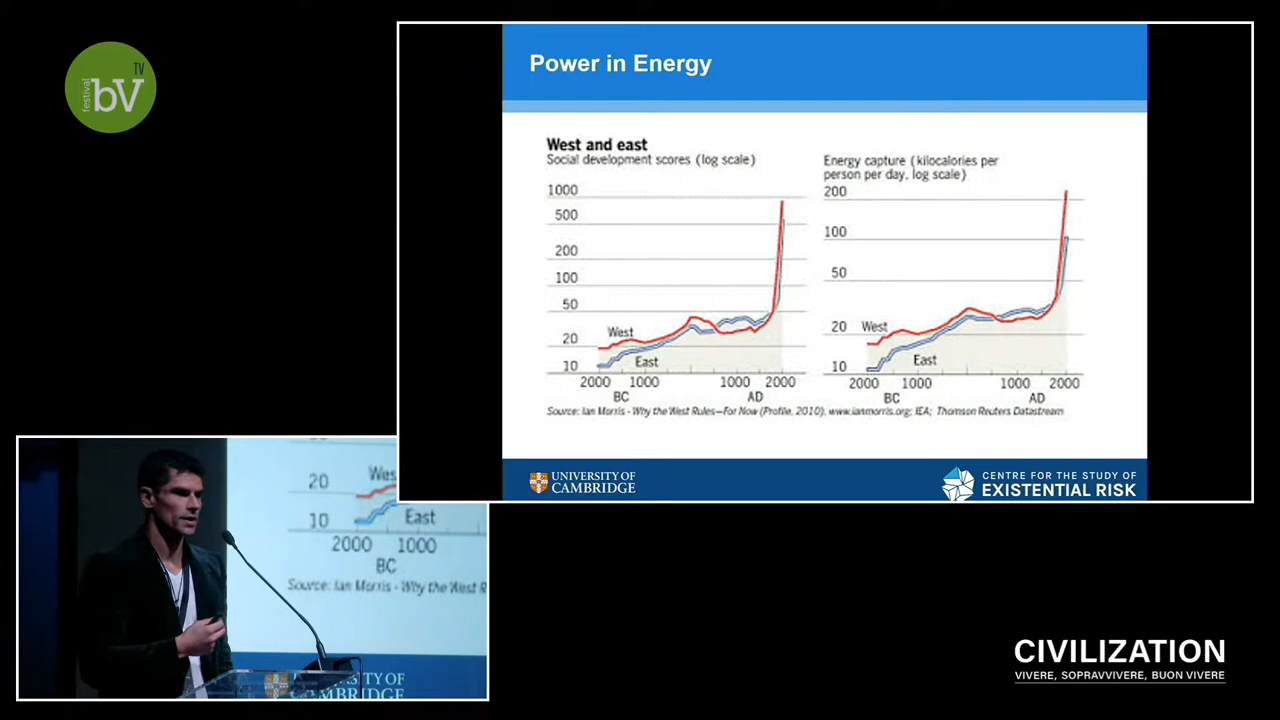 festival
bV
TV
Power in Energy
West and east
Social development scores (log scale)
1000
500
200
100
50
20
10
West
East
2000 1000 1000 2000
BC AD
Energy capture (kilocalories per
person per day, log scale)
200
100
50
20
10
West
East
2000 1000 1000 2000
BC AD
Source: Ian Morris - Why the West Rules—For Now (Profile, 2010), www.ianmorris.org; IEA; Thomson Reuters Datastream
UNIVERSITY OF
CAMBRIDGE
CENTRE FOR THE STUDY OF
EXISTENTIAL RISK
20
Wes
10
East
2000 1000
BC
Source: Ian Morris - Why the West R
TY OF
CAMBRIDGE
CIVILIZATION
VIVERE, SOPRAVVIVERE, BUON VIVERE